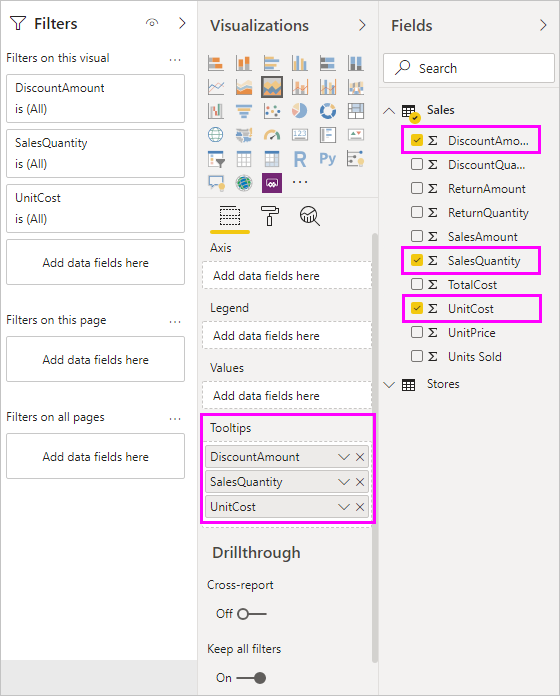 Filters
Filters on this visual
DiscountAmount
is (All)
SalesQuantity
is (All)
UnitCost
is (All)
Add data fields here
Filters on this page
Add data fields here
Filters on all pages
Add data fields here
Visualizations
R
Py
Axis
Add data fields here
Legend
Add data fields here
Values
Add data fields here
Tooltips
DiscountAmount
SalesQuantity
UnitCost
Drillthrough
Cross-report
Off
Keep all filters
On
Fields
Search
Sales
Σ DiscountAmo...
Σ DiscountQua...
Σ ReturnAmount
Σ ReturnQuantity
Σ SalesAmount
Σ SalesQuantity
Σ TotalCost
Σ UnitCost
Σ UnitPrice
Σ Units Sold
Stores